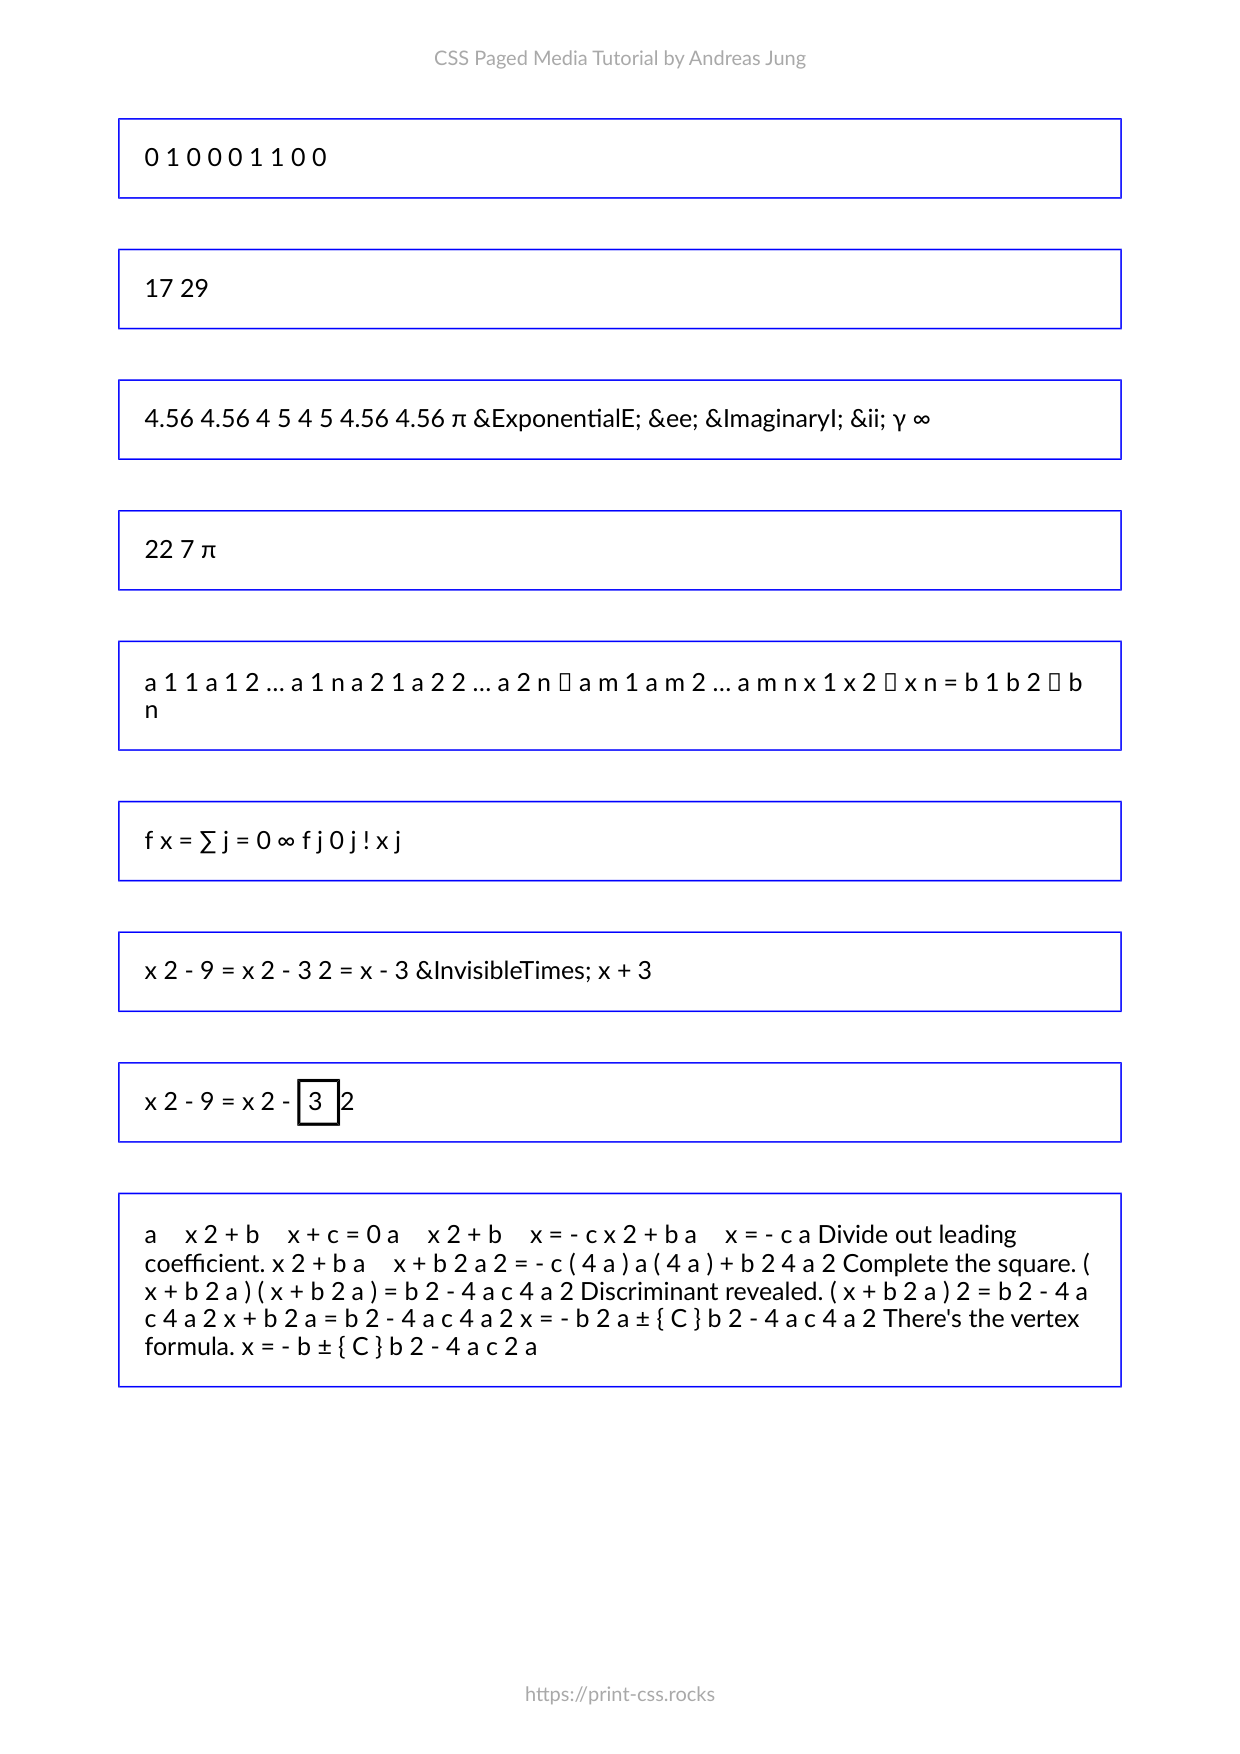 CSS Paged Media Tutorial by Andreas Jung
0 1 0 0 0 1 1 0 0
17 29
4.56 4.56 4 5 4 5 4.56 4.56 π &ExponentialE; &ee; &ImaginaryI; &ii; γ ∞
22 7 π
a 1 1 a 1 2 … a 1 n a 2 1 a 2 2 … a 2 n ▯ a m 1 a m 2 … a m n x 1 x 2 ▯ x n = b 1 b 2 ▯ b
n
f x = ∑ j = 0 ∞ f j 0 j ! x j
x 2 - 9 = x 2 - 3 2 = x - 3 &InvisibleTimes; x + 3
x 2 - 9 = x 2 - 3 2
a x 2 + b x + c = 0 a x 2 + b x = - c x 2 + b a x = - c a Divide out leading
coefficient. x 2 + b a x + b 2 a 2 = - c ( 4 a ) a ( 4 a ) + b 2 4 a 2 Complete the square. (
x + b 2 a ) ( x + b 2 a ) = b 2 - 4 a c 4 a 2 Discriminant revealed. ( x + b 2 a ) 2 = b 2 - 4 a
c 4 a 2 x + b 2 a = b 2 - 4 a c 4 a 2 x = - b 2 a ± { C } b 2 - 4 a c 4 a 2 There's the vertex
formula. x = - b ± { C } b 2 - 4 a c 2 a
https://print-css.rocks